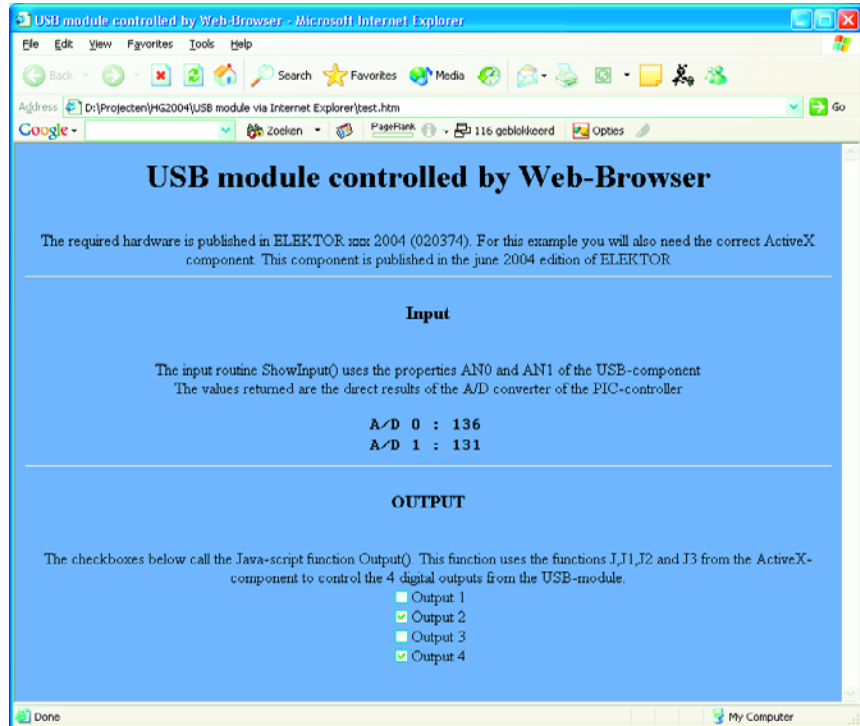 USB module controlled by Web-Browser - Microsoft Internet Explorer
File Edit View Favorites Tools Help
Back Search Favorites Media
Address D:\Projecten\HG2004\USB module via Internet Explorer\test.htm Go
Google Zoeken PageRank 116 geblokkeerd Opties
USB module controlled by Web-Browser
The required hardware is published in ELEKTOR xxx 2004 (020374). For this example you will also need the correct ActiveX
component. This component is published in the june 2004 edition of ELEKTOR
Input
The input routine ShowInput() uses the properties AN0 and AN1 of the USB-component
The values returned are the direct results of the A/D converter of the PIC-controller
A/D 0 : 136
A/D 1 : 131
OUTPUT
The checkboxes below call the Java-script function Output(). This function uses the functions J,J1,J2 and J3 from the ActiveX-
component to control the 4 digital outputs from the USB-module.
Output 1
Output 2
Output 3
Output 4
Done My Computer